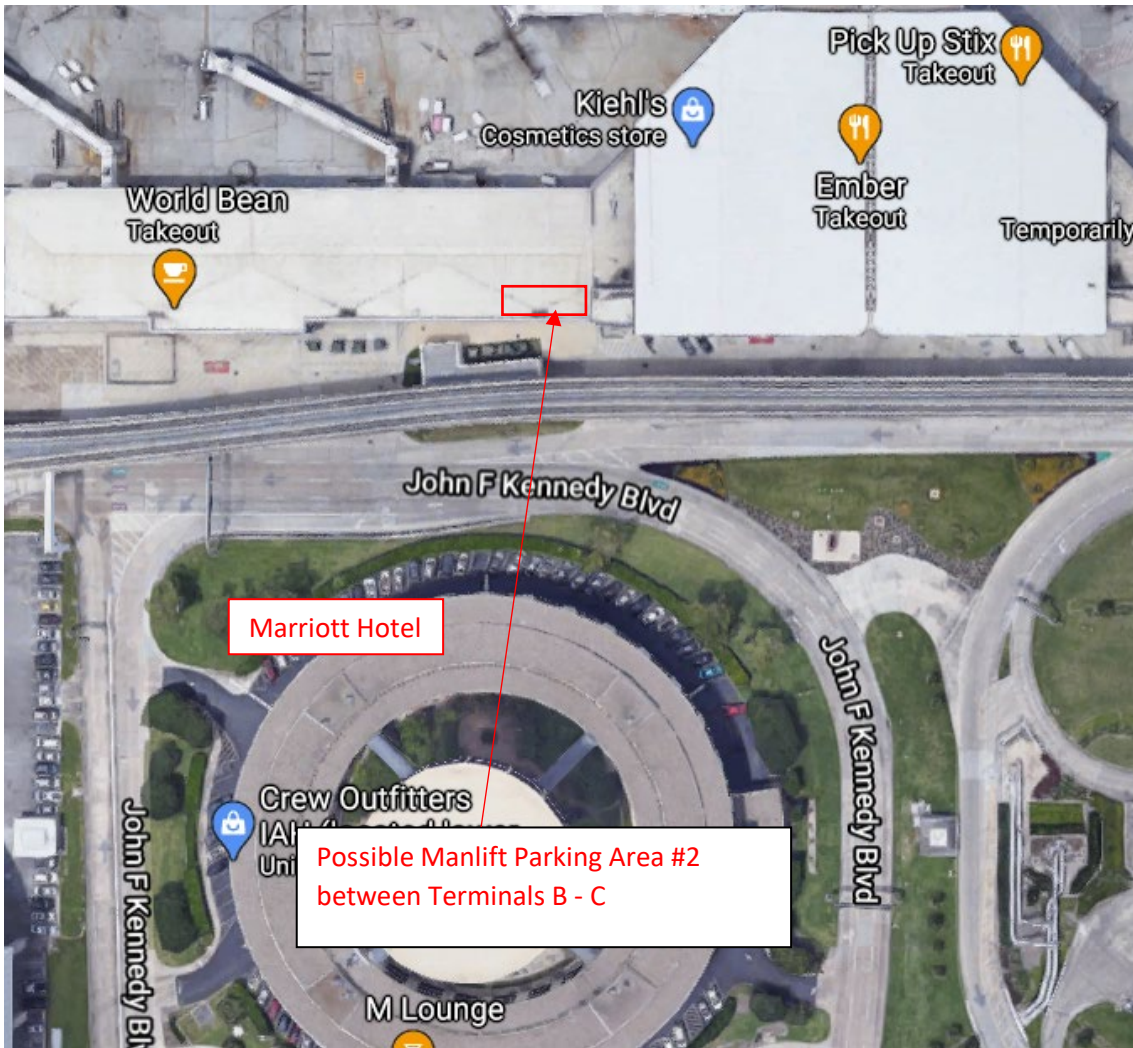 Pick Up Stix
Takeout
Kiehl's
Cosmetics store
Ember
Takeout
World Bean
Takeout
Temporarily
John F Kennedy Blvd
Marriott Hotel
John F Kennedy Blvd
John F Kennedy Bl
Crew Outfitters
Possible Manlift Parking Area #2
between Terminals B - C
M Lounge